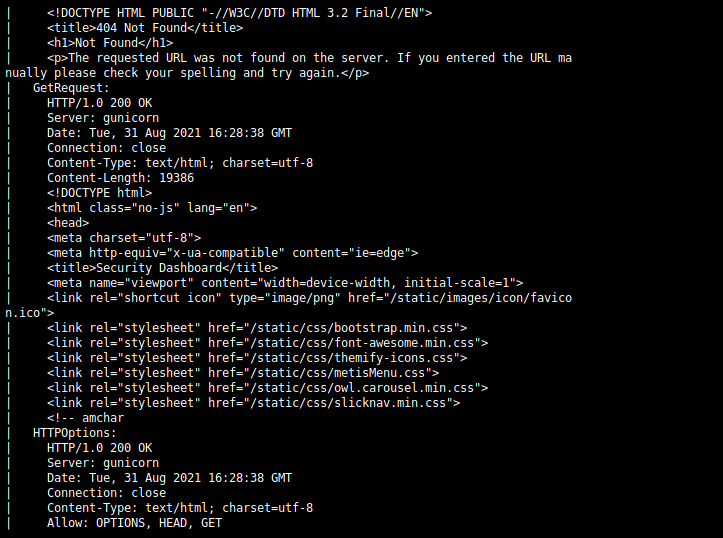 |     <!DOCTYPE HTML PUBLIC "-//W3C//DTD HTML 3.2 Final//EN">
|     <title>404 Not Found</title>
|     <h1>Not Found</h1>
|     <p>The requested URL was not found on the server. If you entered the URL ma
nually please check your spelling and try again.</p>
|   GetRequest:
|     HTTP/1.0 200 OK
|     Server: gunicorn
|     Date: Tue, 31 Aug 2021 16:28:38 GMT
|     Connection: close
|     Content-Type: text/html; charset=utf-8
|     Content-Length: 19386
|     <!DOCTYPE html>
|     <html class="no-js" lang="en">
|     <head>
|     <meta charset="utf-8">
|     <meta http-equiv="x-ua-compatible" content="ie=edge">
|     <title>Security Dashboard</title>
|     <meta name="viewport" content="width=device-width, initial-scale=1">
|     <link rel="shortcut icon" type="image/png" href="/static/images/icon/favico
n.ico">
|     <link rel="stylesheet" href="/static/css/bootstrap.min.css">
|     <link rel="stylesheet" href="/static/css/font-awesome.min.css">
|     <link rel="stylesheet" href="/static/css/themify-icons.css">
|     <link rel="stylesheet" href="/static/css/metisMenu.css">
|     <link rel="stylesheet" href="/static/css/owl.carousel.min.css">
|     <link rel="stylesheet" href="/static/css/slicknav.min.css">
|     <!-- amchar
|   HTTPOptions:
|     HTTP/1.0 200 OK
|     Server: gunicorn
|     Date: Tue, 31 Aug 2021 16:28:38 GMT
|     Connection: close
|     Content-Type: text/html; charset=utf-8
|     Allow: OPTIONS, HEAD, GET